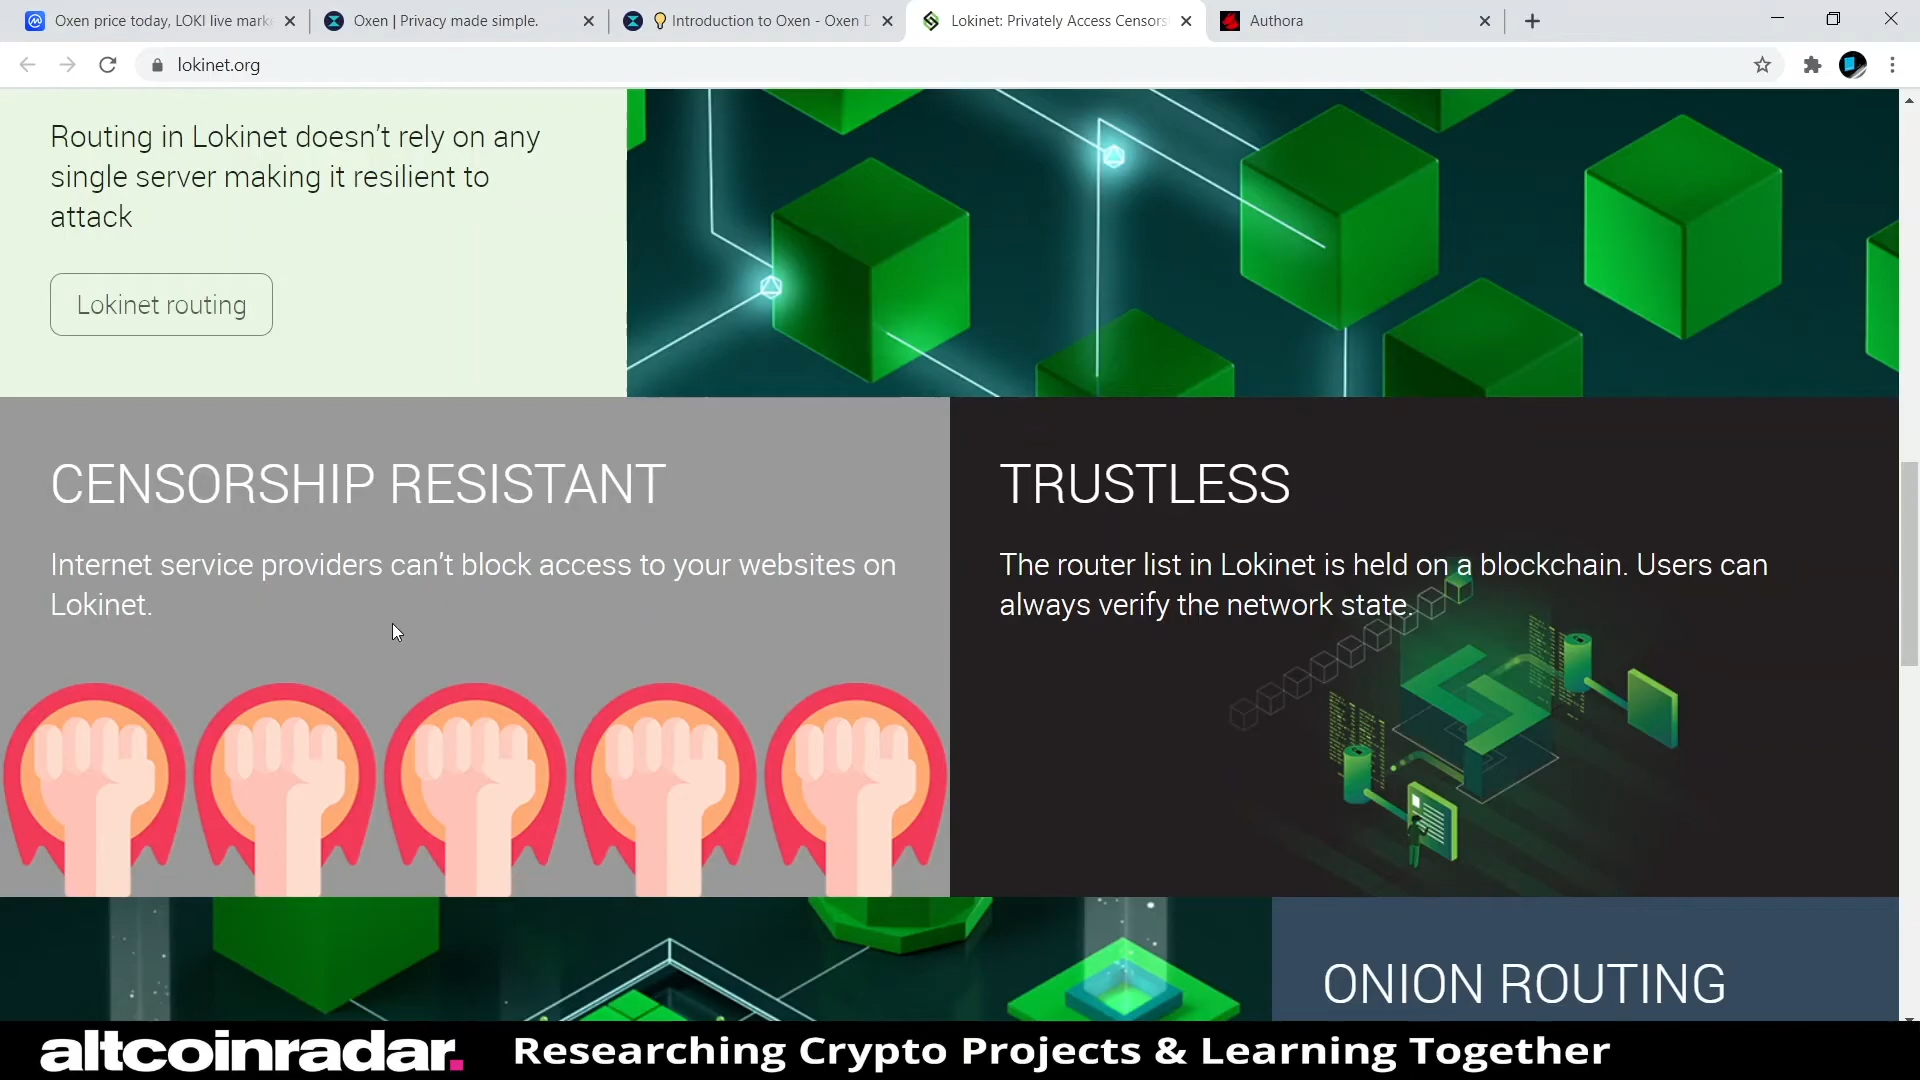 Oxen price today, LOKI live mark
Oxen | Privacy made simple.
Introduction to Oxen - Oxen D
Lokinet: Privately Access Censors
Authora
lokinet.org
Routing in Lokinet doesn't rely on any
single server making it resilient to
attack
Lokinet routing
CENSORSHIP RESISTANT
Internet service providers can't block access to your websites on
Lokinet.
TRUSTLESS
The router list in Lokinet is held on a blockchain. Users can
always verify the network state.
ONION ROUTING
altcoinradar.
Researching Crypto Projects & Learning Together